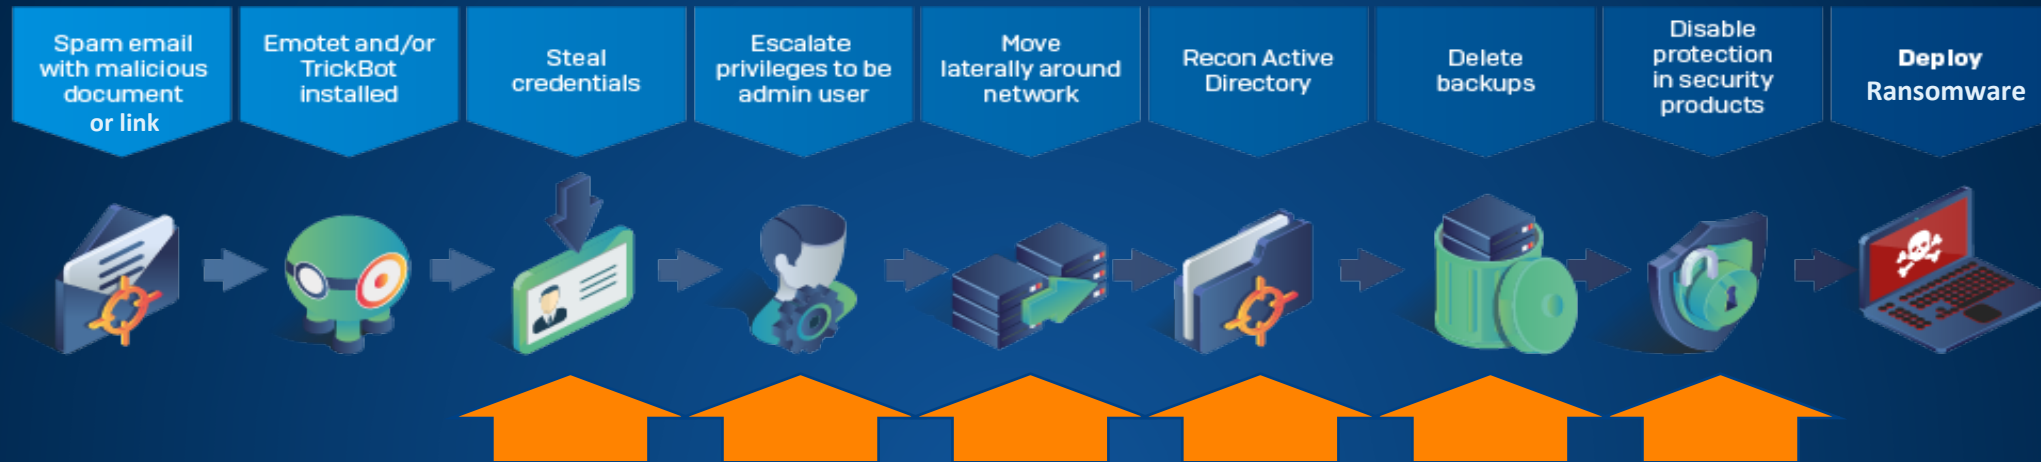 Spam email
with malicious
document
or link
Emotet and/or
TrickBot
installed
Steal
credentials
Escalate
privileges to be
admin user
Move
laterally around
network
Recon Active
Directory
Delete
backups
Disable
protection
in security
products
Deploy
Ransomware